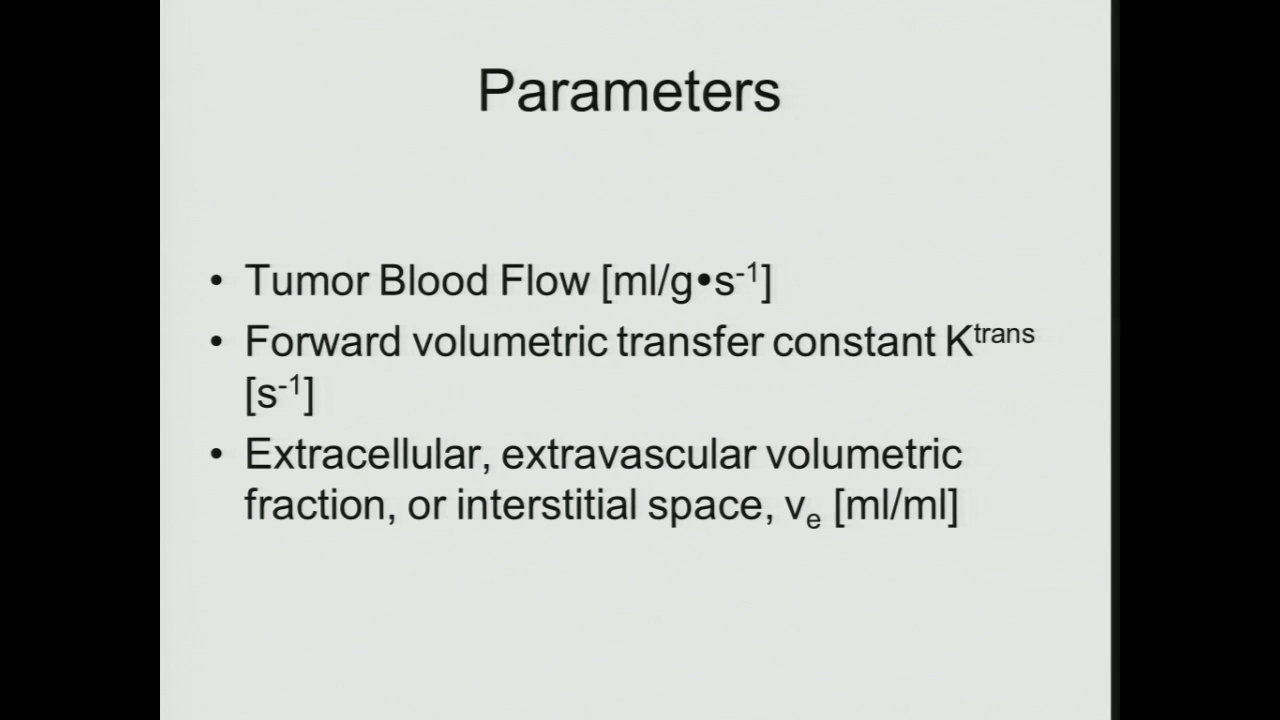 Parameters
• Tumor Blood Flow [ml/g•s⁻¹]
• Forward volumetric transfer constant Kᵗʳᵃⁿˢ
[s⁻¹]
• Extracellular, extravascular volumetric
fraction, or interstitial space, vₑ [ml/ml]